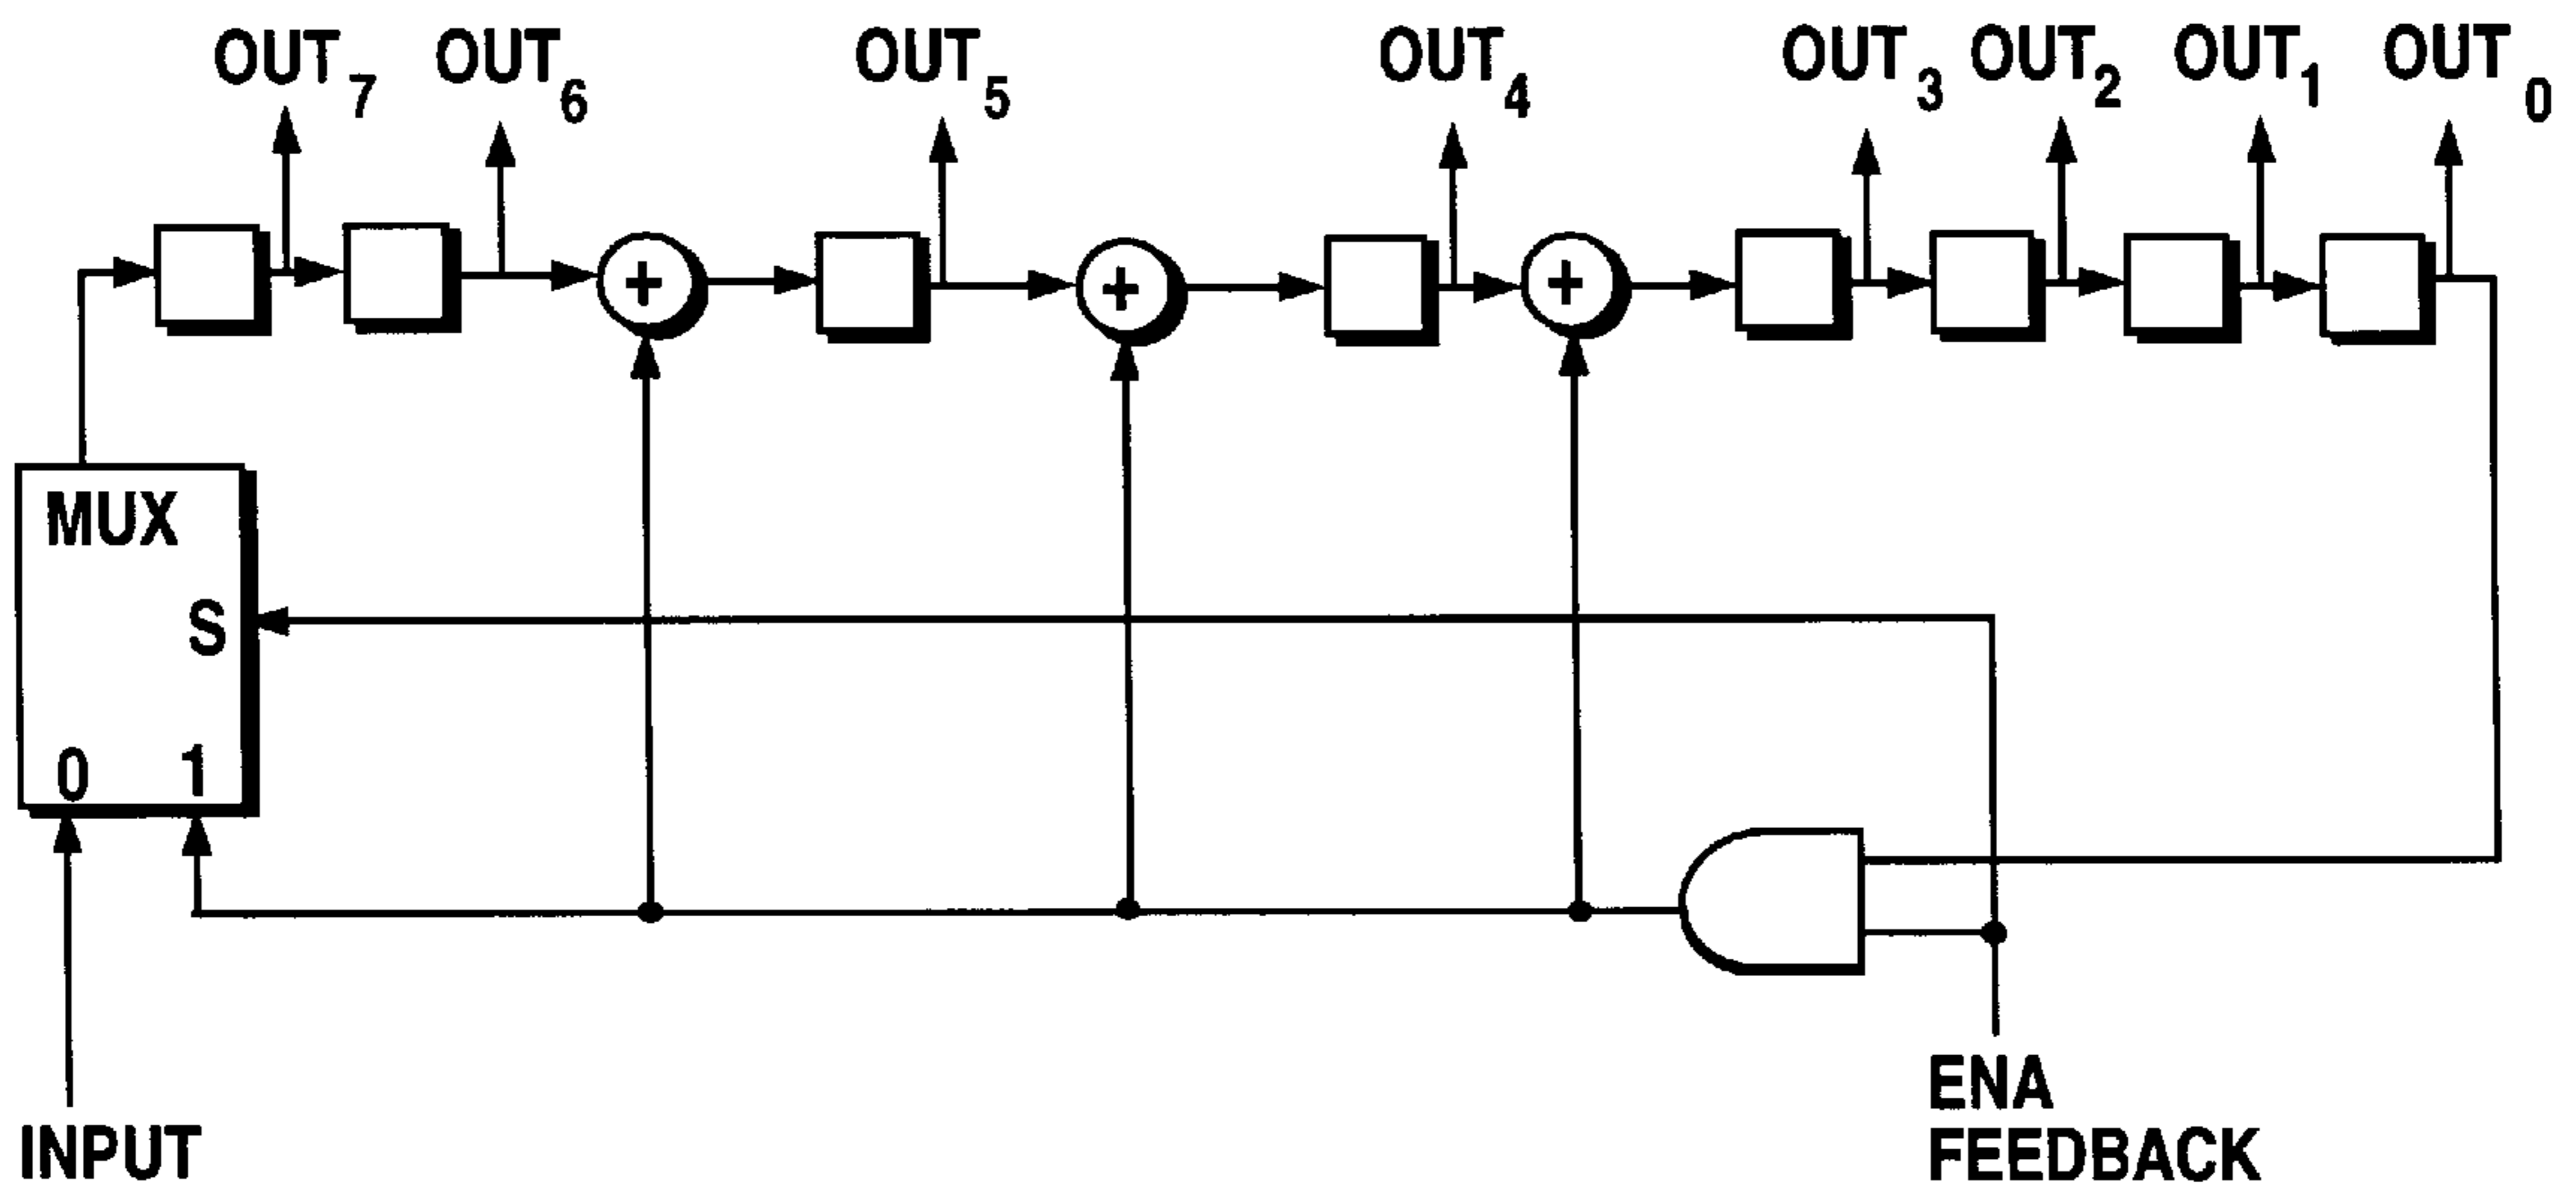 OUT7 OUT6 OUT5 OUT4 OUT3 OUT2 OUT1 OUT0
+ + +
MUX
S
0 1
INPUT
ENA
FEEDBACK